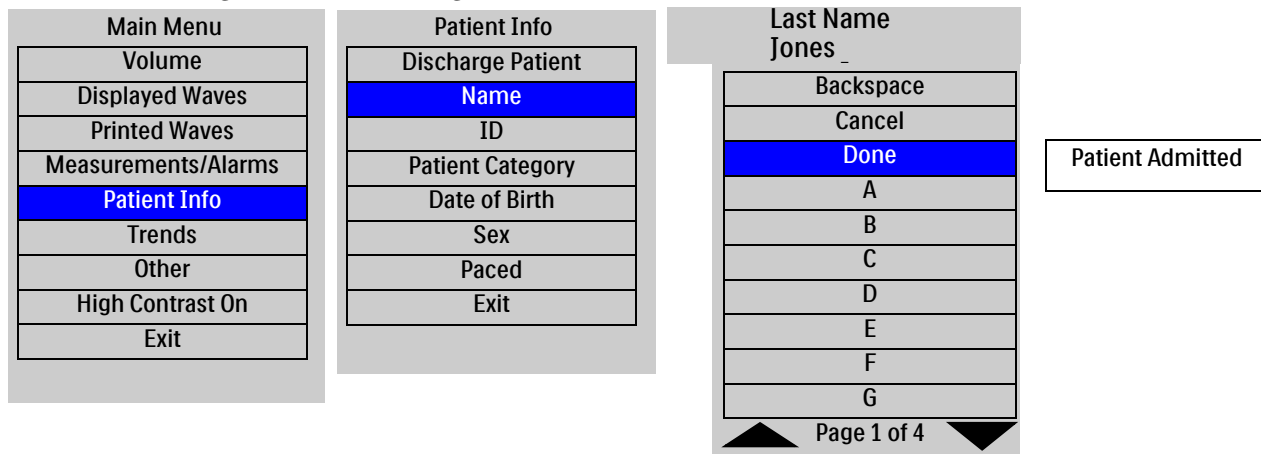 Main Menu
Volume
Displayed Waves
Printed Waves
Measurements/Alarms
Patient Info
Trends
Other
High Contrast On
Exit
Patient Info
Discharge Patient
Name
ID
Patient Category
Date of Birth
Sex
Paced
Exit
Last Name
Jones_
Backspace
Cancel
Done
A
B
C
D
E
F
G
Page 1 of 4
Patient Admitted